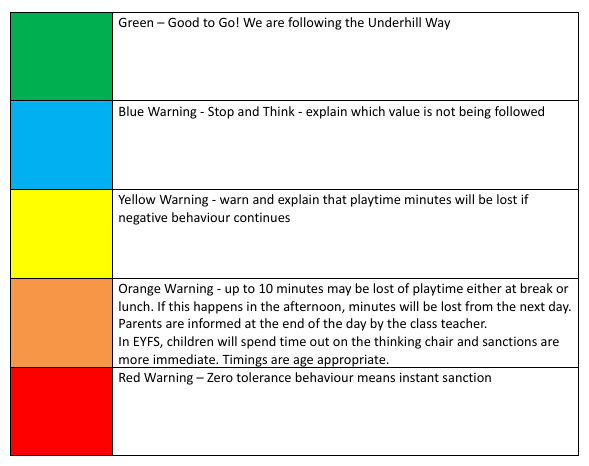 Green – Good to Go! We are following the Underhill Way
Blue Warning - Stop and Think - explain which value is not being followed
Yellow Warning - warn and explain that playtime minutes will be lost if
negative behaviour continues
Orange Warning - up to 10 minutes may be lost of playtime either at break or
lunch. If this happens in the afternoon, minutes will be lost from the next day.
Parents are informed at the end of the day by the class teacher.
In EYFS, children will spend time out on the thinking chair and sanctions are
more immediate. Timings are age appropriate.
Red Warning – Zero tolerance behaviour means instant sanction